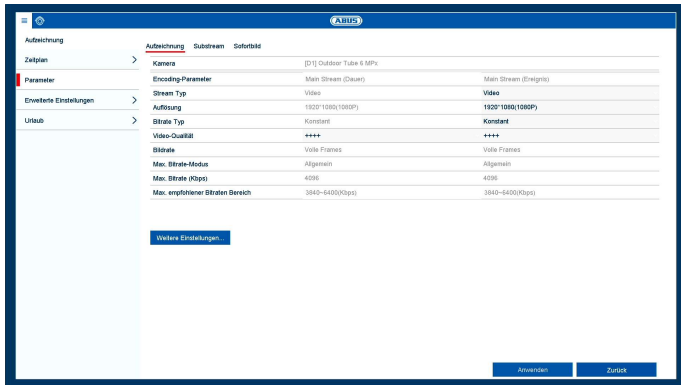 ABUS
Aufzeichnung
Aufzeichnung Substream Sofortbild
Zeitplan
Kamera [D1] Outdoor Tube 6 MPx
Parameter
Encoding-Parameter Main Stream (Dauer) Main Stream (Ereignis)
Stream Typ Video Video
Erweiterte Einstellungen
Auflösung 1920*1080(1080P) 1920*1080(1080P)
Urlaub
Bitrate Typ Konstant Konstant
Video-Qualität ++++ ++++
Bildrate Volle Frames Volle Frames
Max. Bitrate-Modus Allgemein Allgemein
Max. Bitrate (Kbps) 4096 4096
Max. empfohlener Bitraten Bereich 3840~6400(Kbps) 3840~6400(Kbps)
Weitere Einstellungen...
Anwenden Zurück